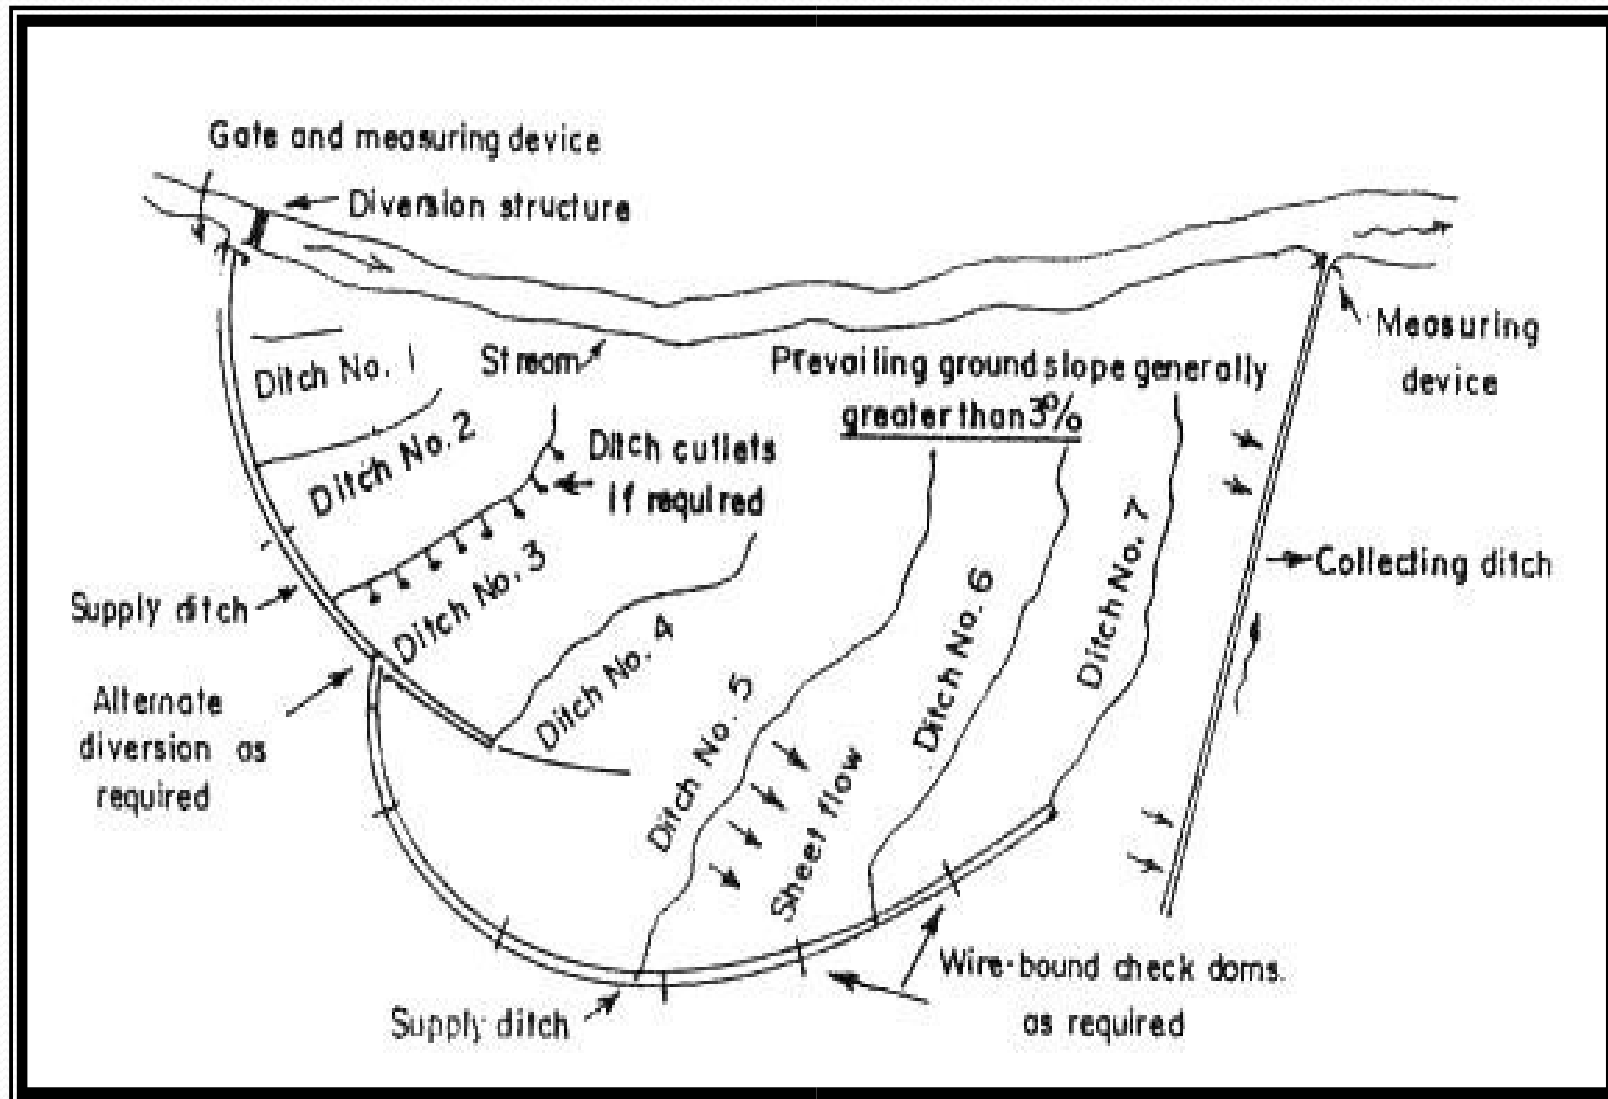 Gate and measuring device
Diversion structure
Ditch No. 1
Stream
Prevailing ground slope generally
greater than 3%
Measuring
device
Ditch No. 2
Ditch cutlets
if required
Ditch No. 3
Supply ditch
Collecting ditch
Alternate
diversion as
required
Ditch No. 4
Ditch No. 5
Sheet flow
Ditch No. 6
Ditch No. 7
Wire-bound check doms.
as required
Supply ditch